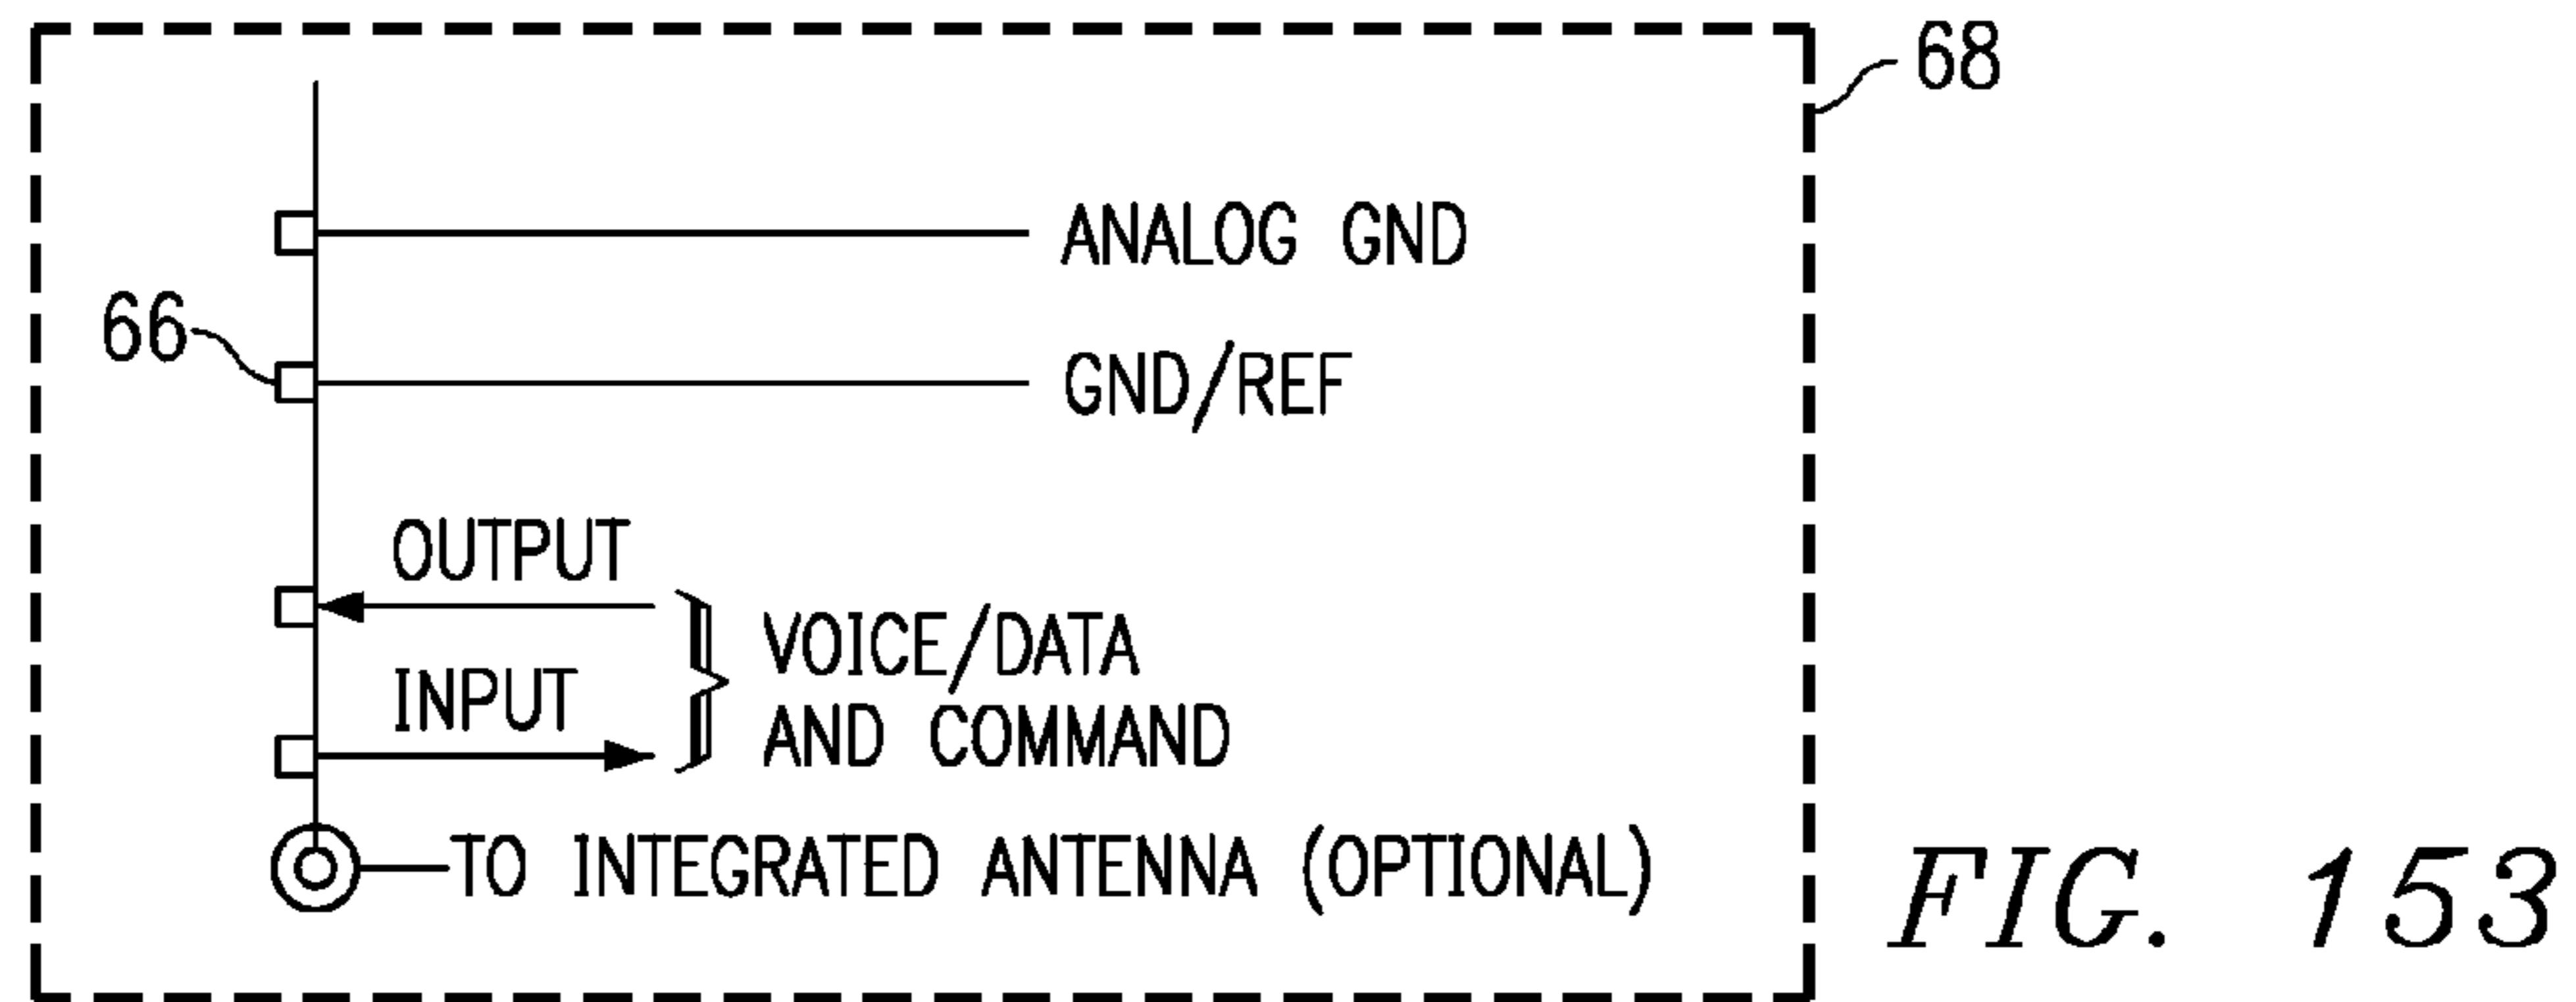 68
ANALOG GND
66
GND/REF
OUTPUT
VOICE/DATA
INPUT
AND COMMAND
TO INTEGRATED ANTENNA (OPTIONAL)
FIG. 153